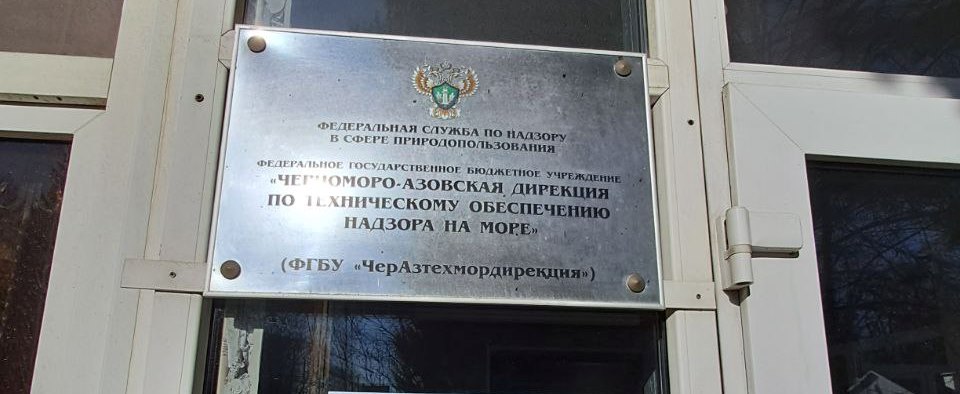 ФЕДЕРАЛЬНАЯ СЛУЖБА ПО НАДЗОРУ
В СФЕРЕ ПРИРОДОПОЛЬЗОВАНИЯ
ФЕДЕРАЛЬНОЕ ГОСУДАРСТВЕННОЕ БЮДЖЕТНОЕ УЧРЕЖДЕНИЕ
«ЧЕРНОМОРО-АЗОВСКАЯ ДИРЕКЦИЯ
ПО ТЕХНИЧЕСКОМУ ОБЕСПЕЧЕНИЮ
НАДЗОРА НА МОРЕ»
(ФГБУ «ЧерАзтехмордирекция»)